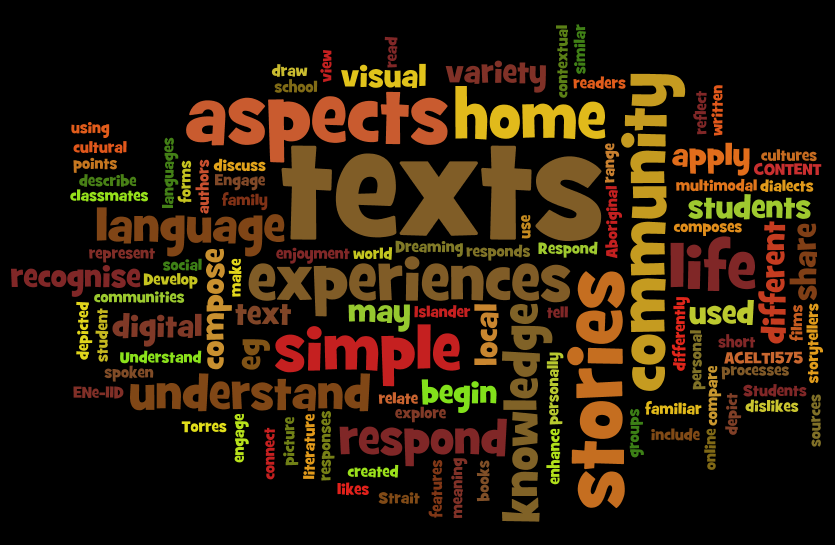 read
view
contextual
similar
draw
visual
variety
school
readers
aspects
home
community
reflect
written
using
cultural
points
describe
classmates
languages
forms
authors
discuss
Engage
family
texts
range
apply
cultures
CONTENT
multimodal
dialects
students
language
use
Aboriginal
composes
represent
enjoyment
world
Dreaming
responds
Respond
life
different
share
recognise
social
Develop
compose
make
experiences
communities
depicted
student
digital
text
may
Islander
local
tell
stories
used
differently
films
storytellers
Understand
eg
simple
knowledge
personal
short
ACELT1575
processes
spoken
ENe-11D
understand
relate
begin
personally
Students
explore
familiar
compare
dislikes
Torres
engage
connect
picture
literature
responses
respond
enhance
groups
include
online
depict
sources
created
likes
Strait
features
meaning
books